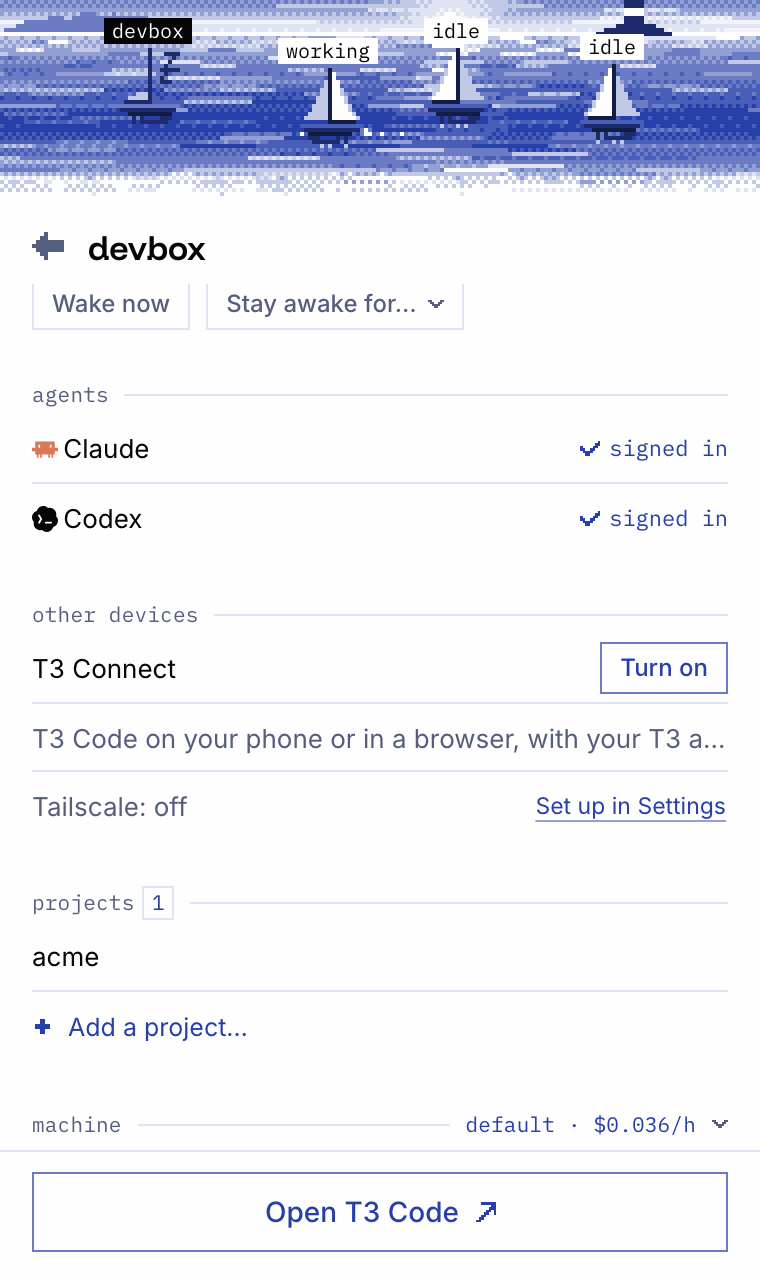 devbox
working
idle
idle
devbox
Wake now
Stay awake for...
agents
Claude
signed in
Codex
signed in
other devices
T3 Connect
Turn on
T3 Code on your phone or in a browser, with your T3 a...
Tailscale: off
Set up in Settings
projects 1
acme
Add a project...
machine
default · $0.036/h
Open T3 Code